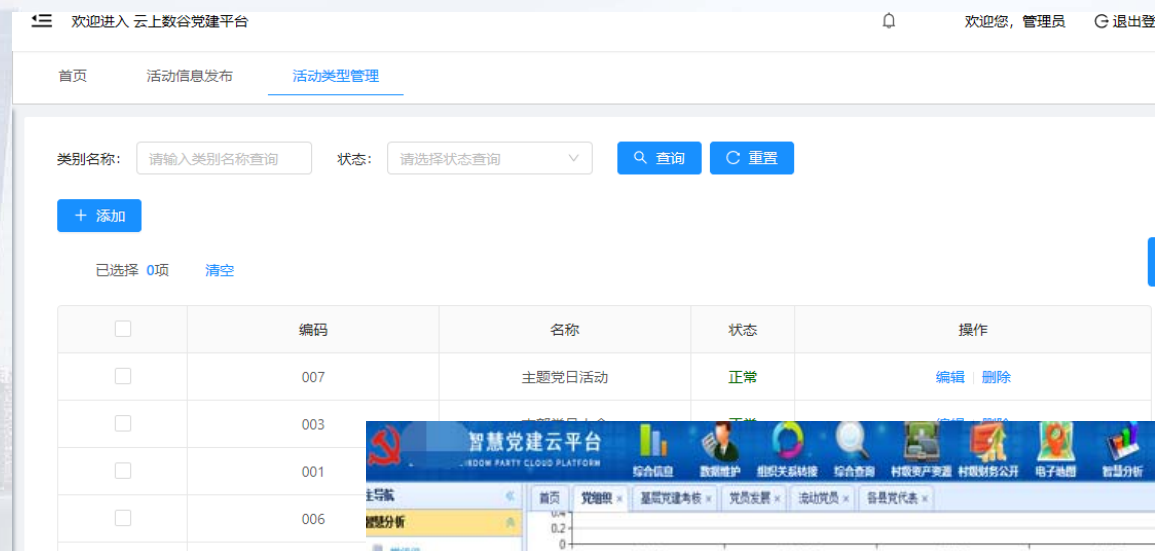 欢迎进入 云上数谷党建平台 欢迎您，管理员 退出登
首页 活动信息发布 活动类型管理
类别名称： 请输入类别名称查询 状态： 请选择状态查询 查询 重置
添加
已选择 0项 清空
编码 名称 状态 操作
007 主题党日活动 正常 编辑 删除
003
001
006
智慧党建云平台
PARTY CLOUD PLATFORM
综合信息 数据维护 组织关系转接 综合查询 村级资产资源 村级财务公开 电子地图 智慧分析
主导航
智慧分析
首页 党组织 × 基层党建考核 × 党员发展 × 流动党员 × 各县党代表 ×
0.4
0.2
0